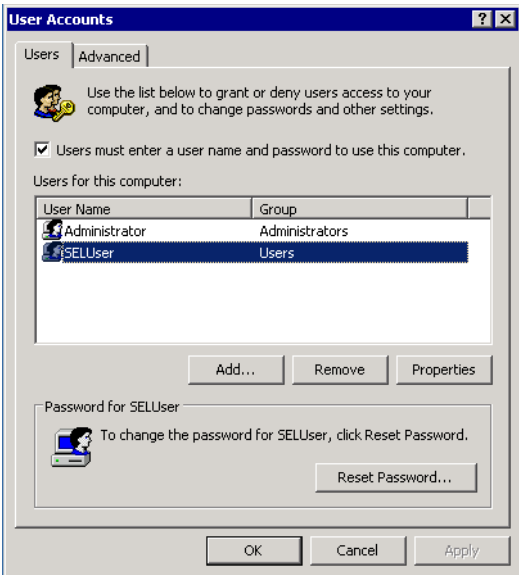 User Accounts
Users Advanced
Use the list below to grant or deny users access to your
computer, and to change passwords and other settings.
Users must enter a user name and password to use this computer.
Users for this computer:
User Name Group
Administrator Administrators
SELUser Users
Add... Remove Properties
Password for SELUser
To change the password for SELUser, click Reset Password.
Reset Password...
OK Cancel Apply